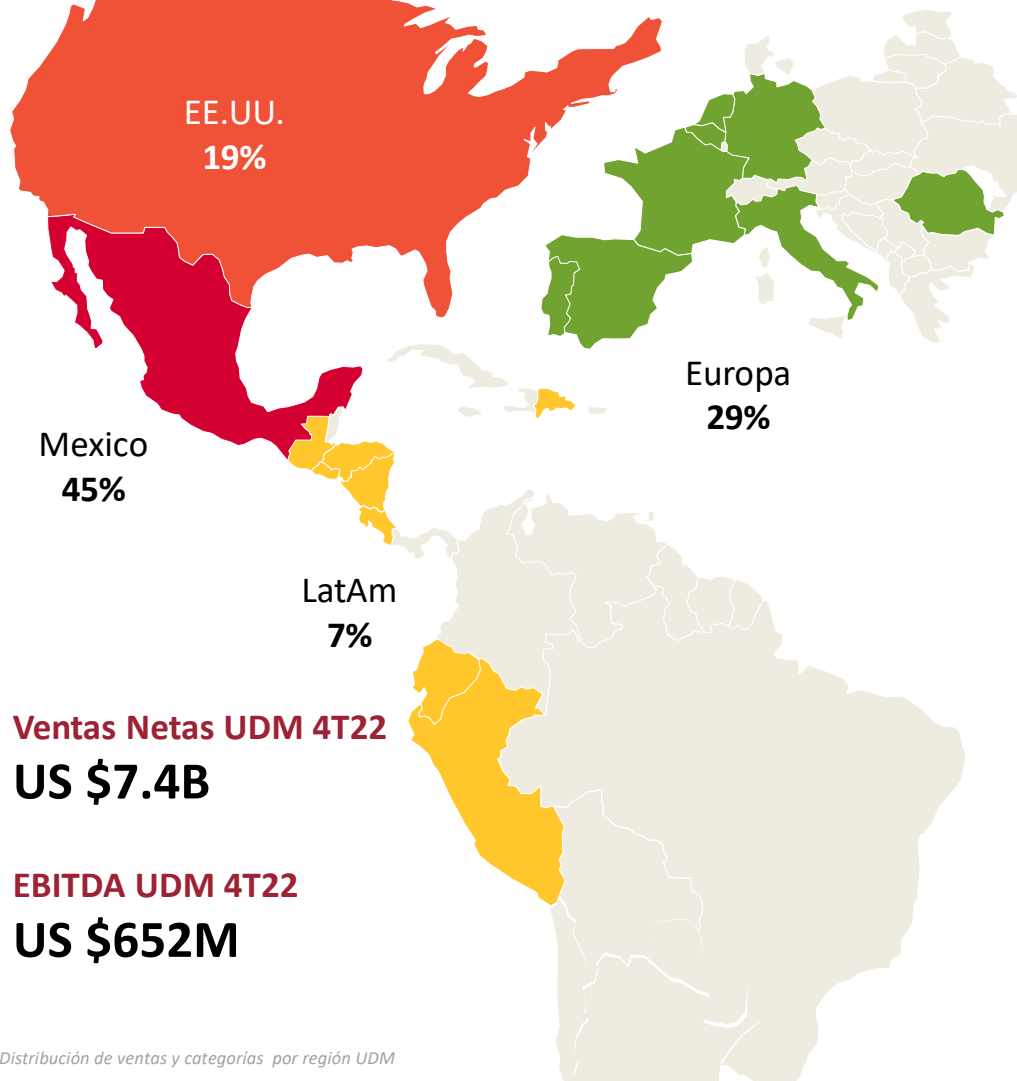 EE.UU.
19%
Europa
29%
Mexico
45%
LatAm
7%
Ventas Netas UDM 4T22
US $7.4B
EBITDA UDM 4T22
US $652M
Distribución de ventas y categorías por región UDM